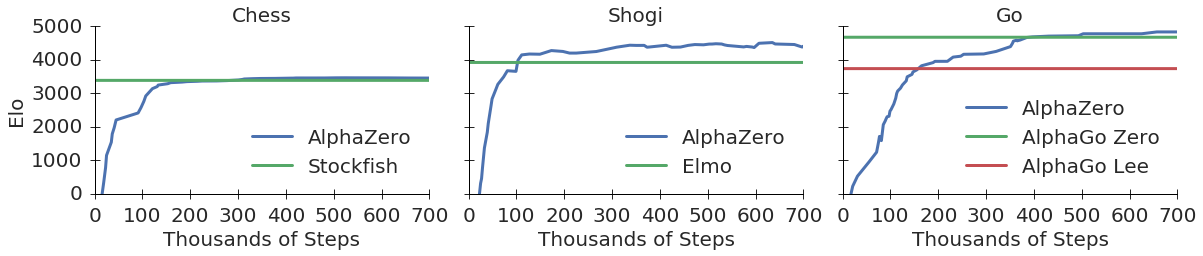 Chess
5000
4000
3000
2000
1000
0
Elo
AlphaZero
Stockfish
0 100 200 300 400 500 600 700
Thousands of Steps
Shogi
AlphaZero
Elmo
0 100 200 300 400 500 600 700
Thousands of Steps
Go
AlphaZero
AlphaGo Zero
AlphaGo Lee
0 100 200 300 400 500 600 700
Thousands of Steps